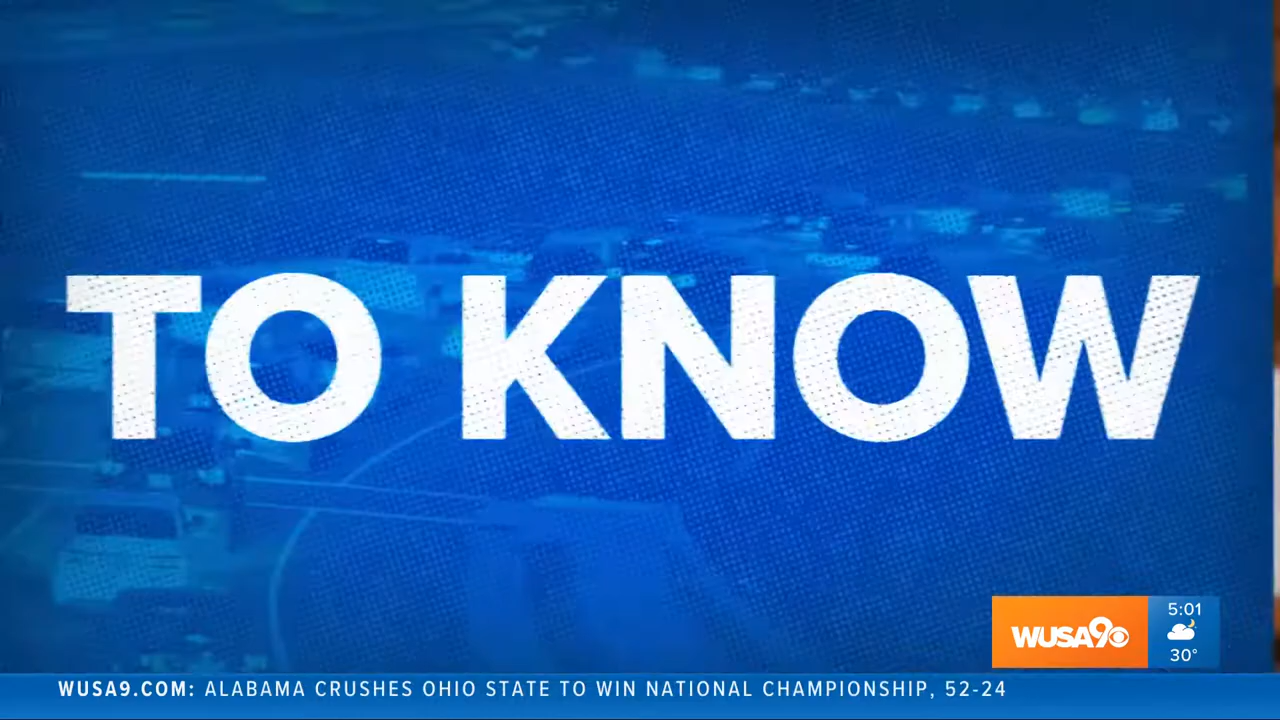 TO KNOW
WUSA9
5:01
30°
WUSA9.COM: ALABAMA CRUSHES OHIO STATE TO WIN NATIONAL CHAMPIONSHIP, 52-24